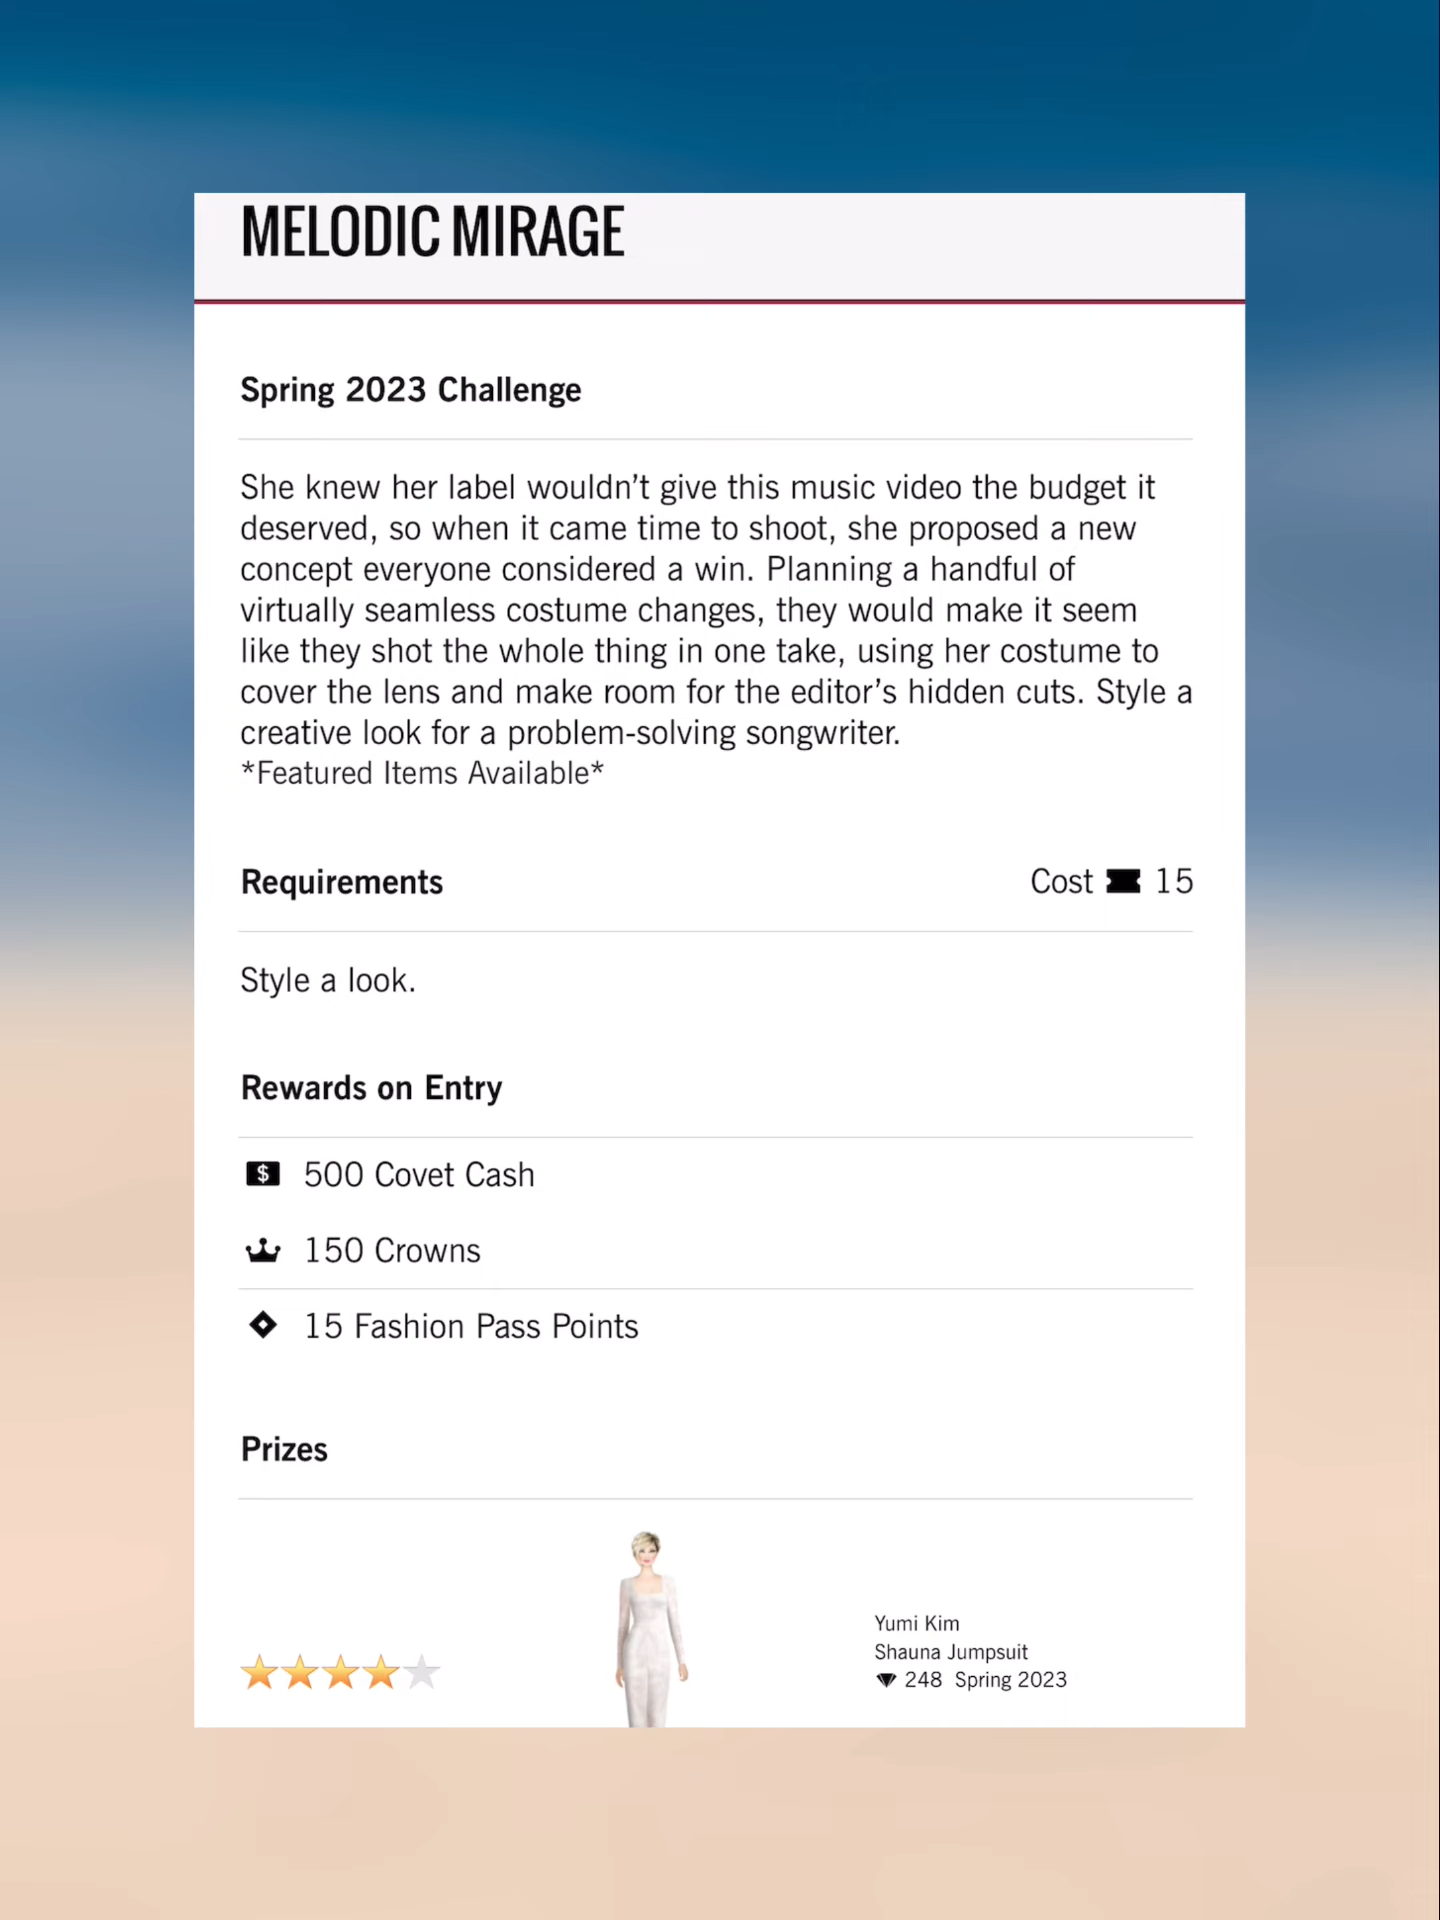 MELODIC MIRAGE
Spring 2023 Challenge
She knew her label wouldn’t give this music video the budget it
deserved, so when it came time to shoot, she proposed a new
concept everyone considered a win. Planning a handful of
virtually seamless costume changes, they would make it seem
like they shot the whole thing in one take, using her costume to
cover the lens and make room for the editor’s hidden cuts. Style a
creative look for a problem-solving songwriter.
*Featured Items Available*
Requirements Cost 15
Style a look.
Rewards on Entry
$ 500 Covet Cash
150 Crowns
15 Fashion Pass Points
Prizes
Yumi Kim
Shauna Jumpsuit
248 Spring 2023